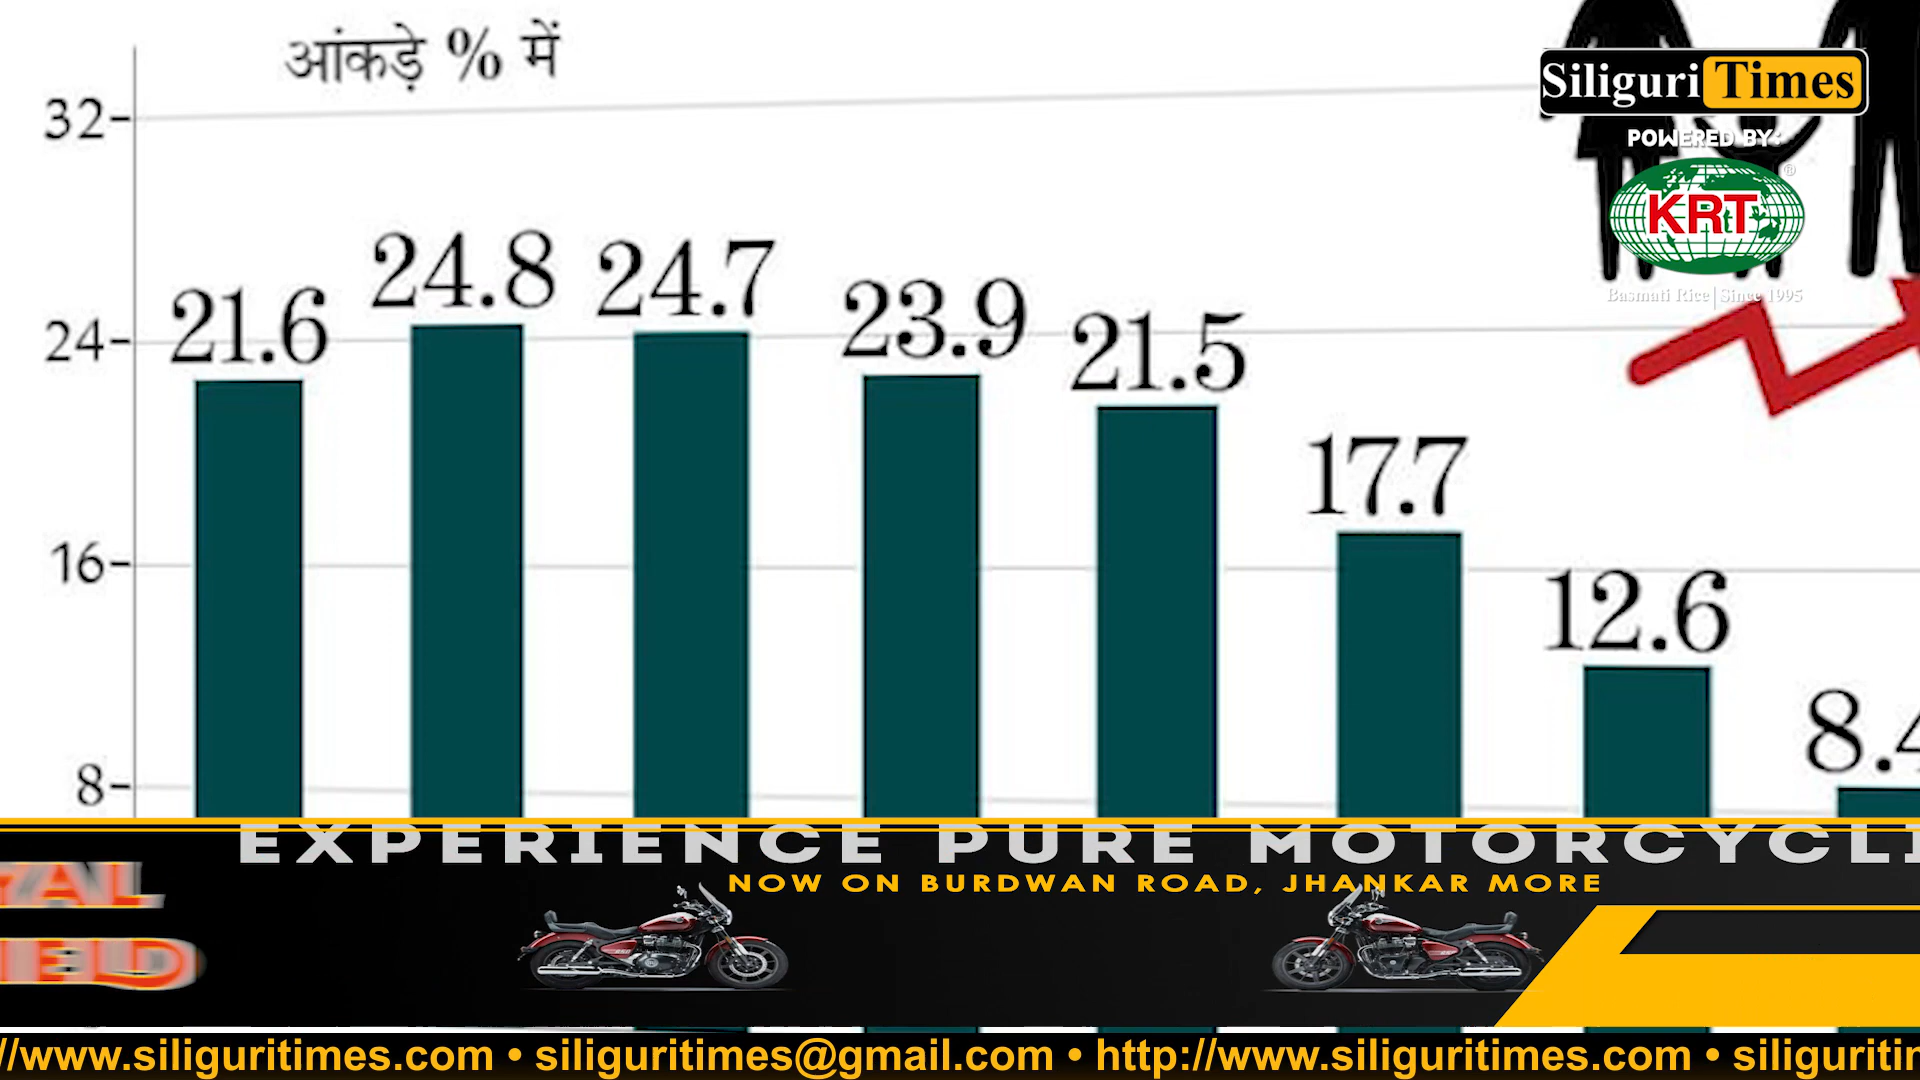 आंकड़े % में
32
24
16
8
21.6
24.8
24.7
23.9
21.5
17.7
12.6
Siliguri Times
POWERED BY:
KRT
Basmati Rice | Since 1995
EXPERIENCE PURE
NOW ON BURDWAN ROAD, JHANKAR MORE
//www.siliguritimes.com • siliguritimes@gmail.com • http://www.siliguritimes.com •